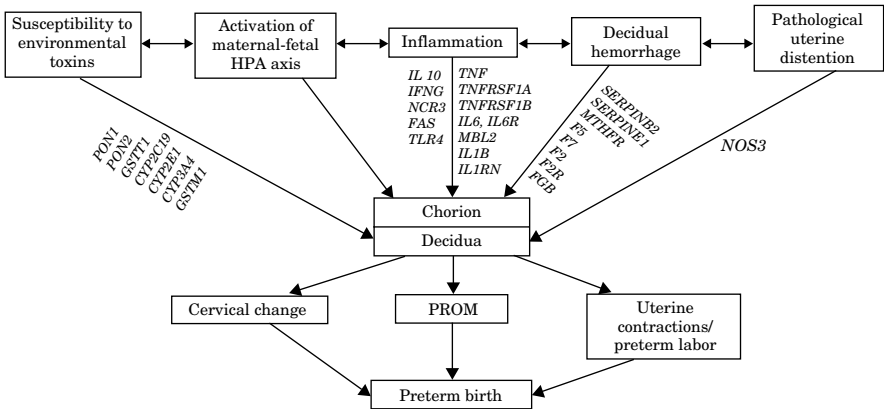 Susceptibility to
environmental
toxins
Activation of
maternal-fetal
HPA axis
Inflammation
Decidual
hemorrhage
Pathological
uterine
distention
PON1
PON2
GSTT1
CYP2C19
CYP2E1
CYP3A4
GSTM1
IL 10
IFNG
NCR3
FAS
TLR4
TNF
TNFRSF1A
TNFRSF1B
IL6, IL6R
MBL2
IL1B
IL1RN
SERPINB2
SERPINE1
MTHFR
F5
F7
F2
F2R
FGB
NOS3
Chorion
Decidua
Cervical change
PROM
Uterine
contractions/
preterm labor
Preterm birth